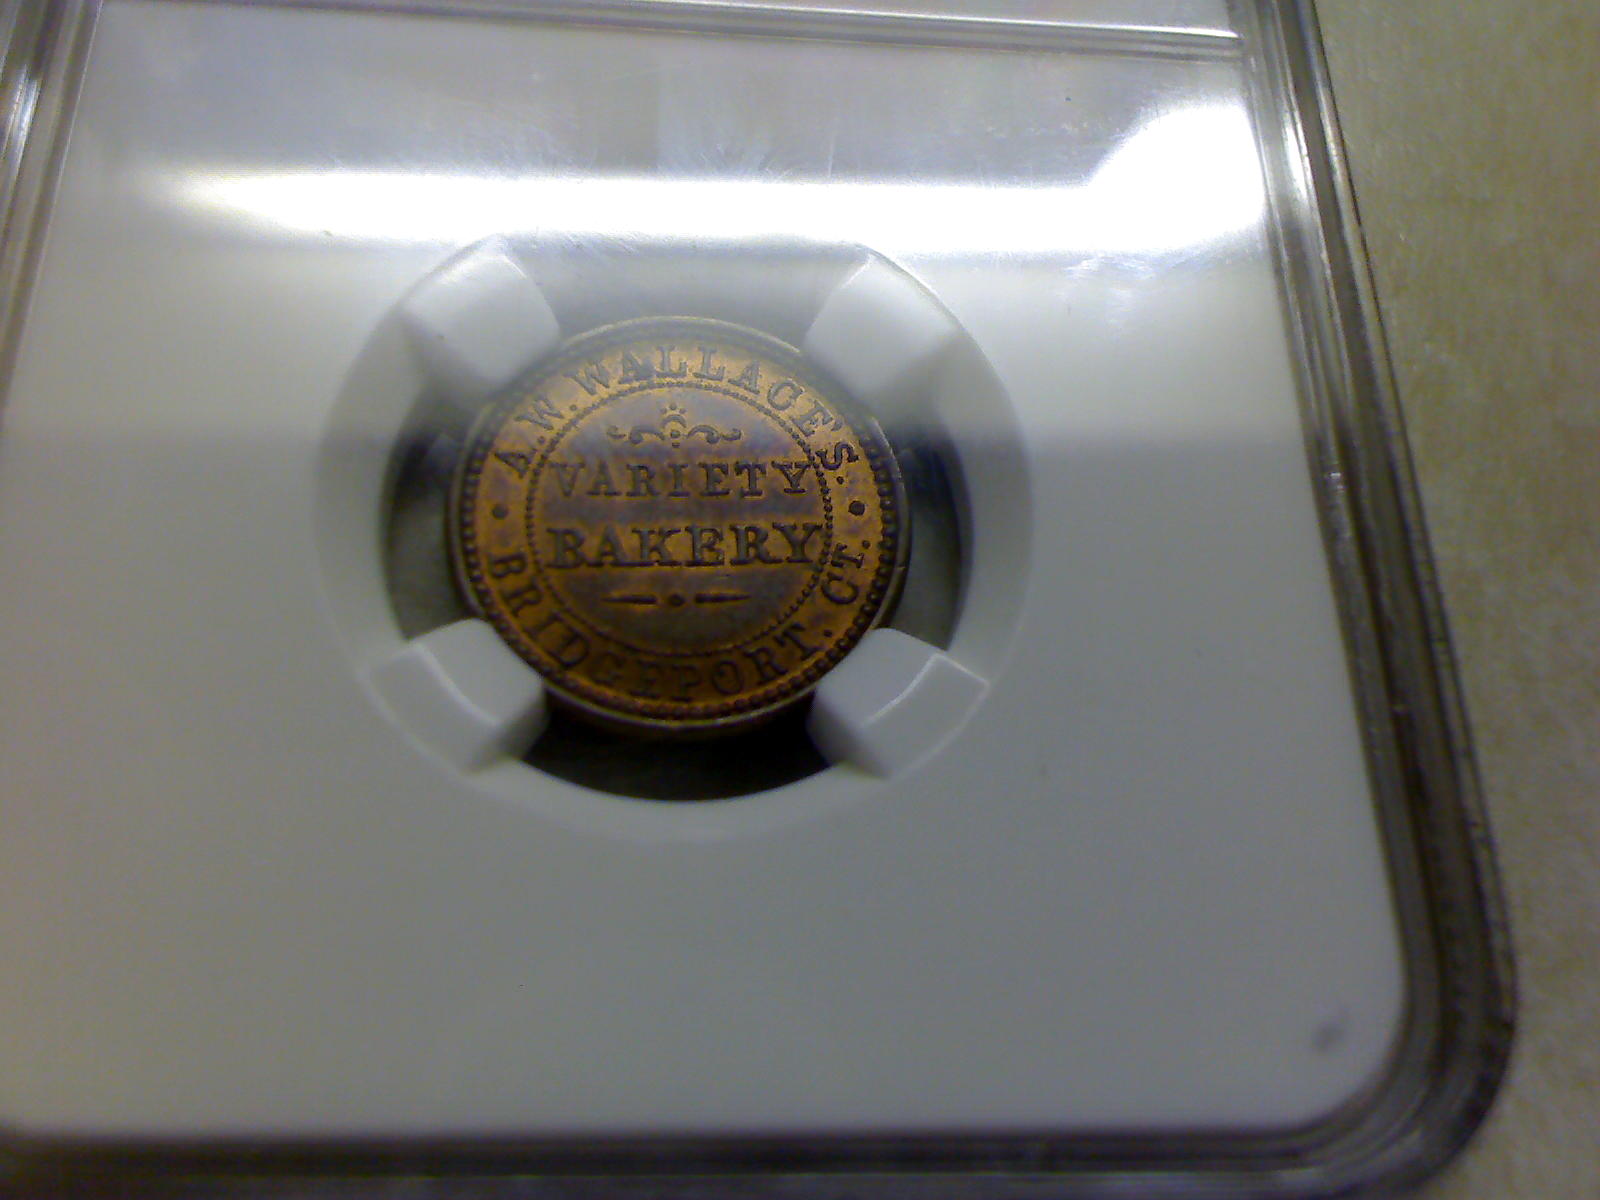 A.W. WALLACE'S.
VARIETY
BAKERY
BRIDGEPORT. CT.